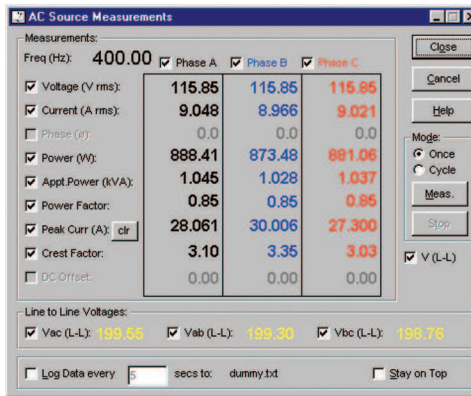 AC Source Measurements
Measurements:
Freq (Hz): 400.00 Phase A Phase B Phase C
Voltage (V rms): 115.85 115.85 115.85
Current (A rms): 9.048 8.966 9.021
Phase (ø): 0.0 0.0 0.0
Power (W): 888.41 873.48 881.06
Appt.Power (kVA): 1.045 1.028 1.037
Power Factor: 0.85 0.85 0.85
Peak Curr (A): clr 28.061 30.006 27.300
Crest Factor: 3.10 3.35 3.03
DC Offset: 0.00 0.00 0.00
Close
Cancel
Help
Mode:
Once
Cycle
Meas.
Stop
V (L-L)
Line to Line Voltages:
Vac (L-L): 199.65 Vab (L-L): 199.30 Vbc (L-L): 198.76
Log Data every 5 secs to: dummy.txt Stay on Top